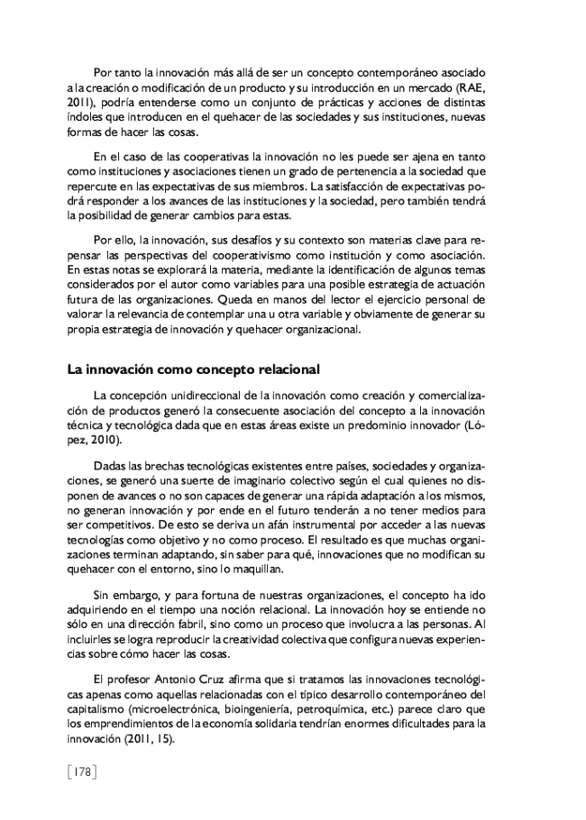 Por tanto la innovación más allá de ser un concepto contemporáneo asociado
a la creación o modificación de un producto y su introducción en un mercado (RAE,
2011), podría entenderse como un conjunto de prácticas y acciones de distintas
índoles que introducen en el quehacer de las sociedades y sus instituciones, nuevas
formas de hacer las cosas.
En el caso de las cooperativas la innovación no les puede ser ajena en tanto
como instituciones y asociaciones tienen un grado de pertenencia a la sociedad que
repercute en las expectativas de sus miembros. La satisfacción de expectativas po-
drá responder a los avances de las instituciones y la sociedad, pero también tendrá
la posibilidad de generar cambios para estas.
Por ello, la innovación, sus desafíos y su contexto son materias clave para re-
pensar las perspectivas del cooperativismo como institución y como asociación.
En estas notas se explorará la materia, mediante la identificación de algunos temas
considerados por el autor como variables para una posible estrategia de actuación
futura de las organizaciones. Queda en manos del lector el ejercicio personal de
valorar la relevancia de contemplar una u otra variable y obviamente de generar su
propia estrategia de innovación y quehacer organizacional.
La innovación como concepto relacional
La concepción unidireccional de la innovación como creación y comercializa-
ción de productos generó la consecuente asociación del concepto a la innovación
técnica y tecnológica dada que en estas áreas existe un predominio innovador (Ló-
pez, 2010).
Dadas las brechas tecnológicas existentes entre países, sociedades y organiza-
ciones, se generó una suerte de imaginario colectivo según el cual quienes no dis-
ponen de avances o no son capaces de generar una rápida adaptación a los mismos,
no generan innovación y por ende en el futuro tenderán a no tener medios para
ser competitivos. De esto se deriva un afán instrumental por acceder a las nuevas
tecnologías como objetivo y no como proceso. El resultado es que muchas organi-
zaciones terminan adaptando, sin saber para qué, innovaciones que no modifican su
quehacer con el entorno, sino lo maquillan.
Sin embargo, y para fortuna de nuestras organizaciones, el concepto ha ido
adquiriendo en el tiempo una noción relacional. La innovación hoy se entiende no
sólo en una dirección fabril, sino como un proceso que involucra a las personas. Al
incluirles se logra reproducir la creatividad colectiva que configura nuevas experien-
cias sobre cómo hacer las cosas.
El profesor Antonio Cruz afirma que si tratamos las innovaciones tecnológi-
cas apenas como aquellas relacionadas con el típico desarrollo contemporáneo del
capitalismo (microelectrónica, bioingeniería, petroquímica, etc.) parece claro que
los emprendimientos de la economía solidaria tendrían enormes dificultades para la
innovación (2011, 15).
[178]